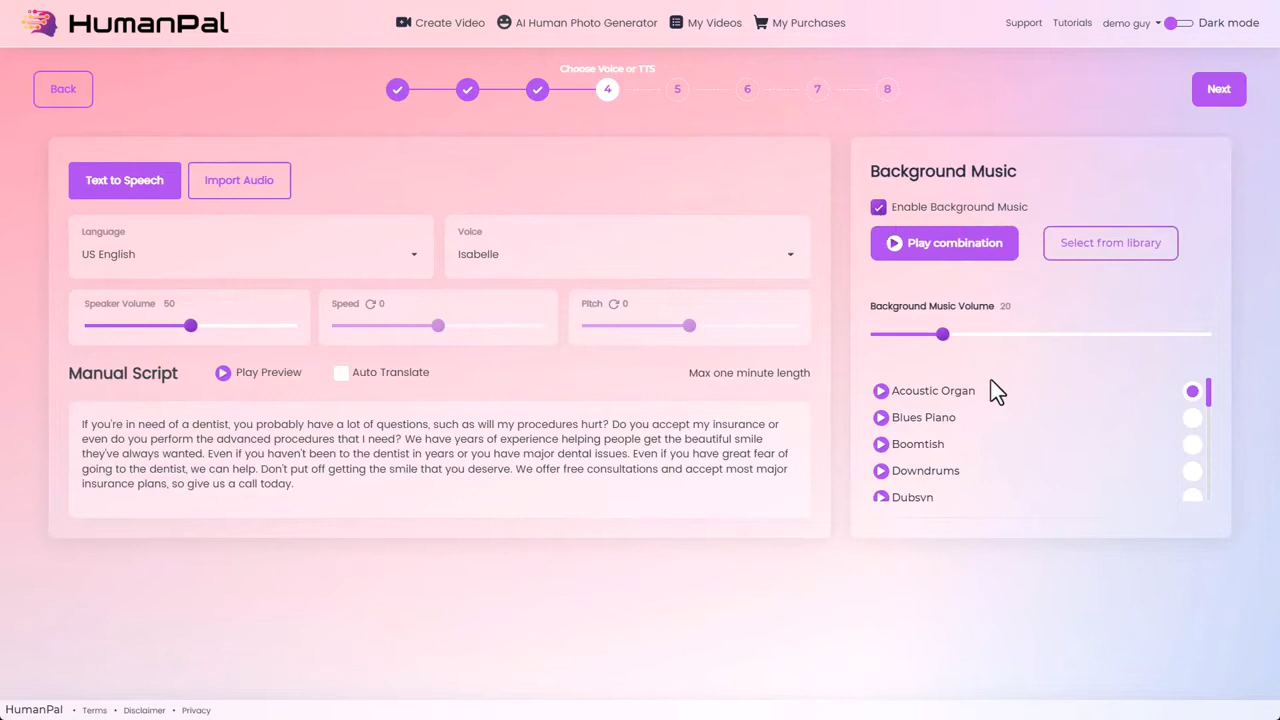 HumanPal
Create Video
AI Human Photo Generator
My Videos
My Purchases
Support
Tutorials
demo guy
Dark mode
Choose Voice or TTS
Back
4
5
6
7
8
Next
Text to Speech
Import Audio
Language
US English
Voice
Isabelle
Speaker Volume 50
Speed 0
Pitch 0
Manual Script
Play Preview
Auto Translate
Max one minute length
If you're in need of a dentist, you probably have a lot of questions, such as will my procedures hurt? Do you accept my insurance or
even do you perform the advanced procedures that I need? We have years of experience helping people get the beautiful smile
they've always wanted. Even if you haven't been to the dentist in years or you have major dental issues. Even if you have great fear of
going to the dentist, we can help. Don't put off getting the smile that you deserve. We offer free consultations and accept most major
insurance plans, so give us a call today.
Background Music
Enable Background Music
Play combination
Select from library
Background Music Volume 20
Acoustic Organ
Blues Piano
Boomtish
Downdrums
Dubsvn
HumanPal • Terms • Disclaimer • Privacy